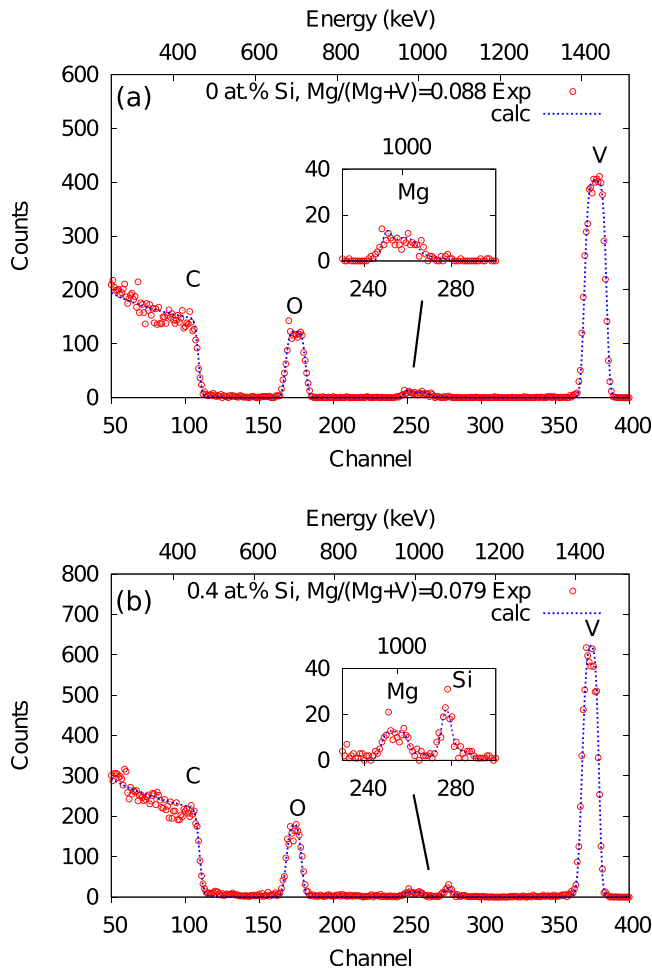 Energy (keV)
400 600 800 1000 1200 1400
600
(a) 0 at.% Si, Mg/(Mg+V)=0.088 Exp
calc
500
1000
V
40
Mg
400
20
Counts
300
0
240 280
C
200
O
100
0
50 100 150 200 250 300 350 400
Channel
Energy (keV)
400 600 800 1000 1200 1400
800
(b) 0.4 at.% Si, Mg/(Mg+V)=0.079 Exp
calc
700
V
1000
600
40
Mg Si
500
20
Counts
400
0
240 280
300
C
200
O
100
0
50 100 150 200 250 300 350 400
Channel